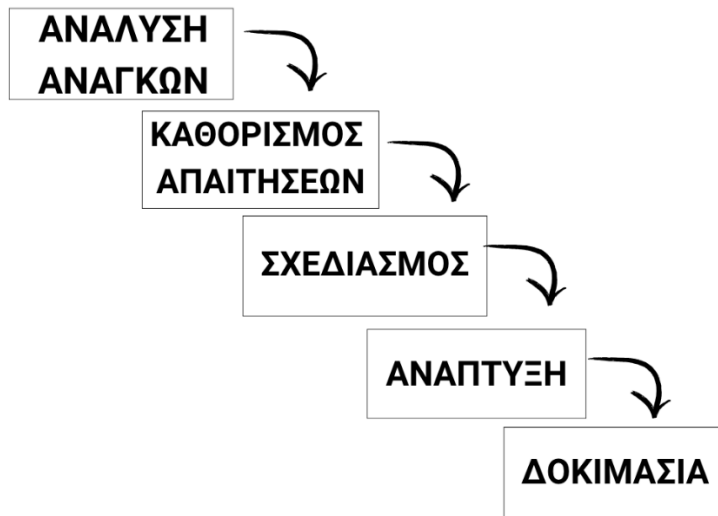 ΑΝΑΛΥΣΗ
ΑΝΑΓΚΩΝ
ΚΑΘΟΡΙΣΜΟΣ
ΑΠΑΙΤΗΣΕΩΝ
ΣΧΕΔΙΑΣΜΟΣ
ΑΝΑΠΤΥΞΗ
ΔΟΚΙΜΑΣΙΑ